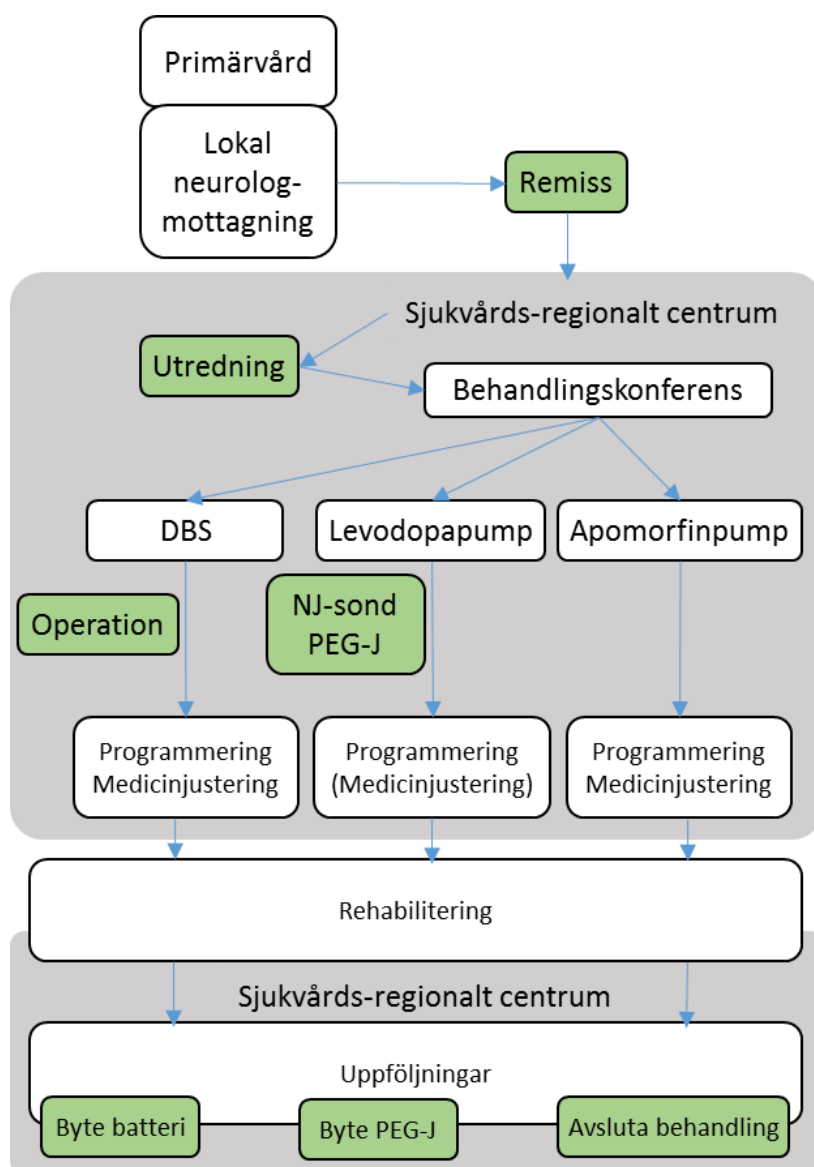 Primärvård
Lokal
neurolog-
mottagning
Remiss
Sjukvårds-regionalt centrum
Utredning
Behandlingskonferens
DBS
Levodopapump
Apomorfinpump
Operation
NJ-sond
PEG-J
Programmering
Medicinjustering
Programmering
(Medicinjustering)
Programmering
Medicinjustering
Rehabilitering
Sjukvårds-regionalt centrum
Uppföljningar
Byte batteri
Byte PEG-J
Avsluta behandling